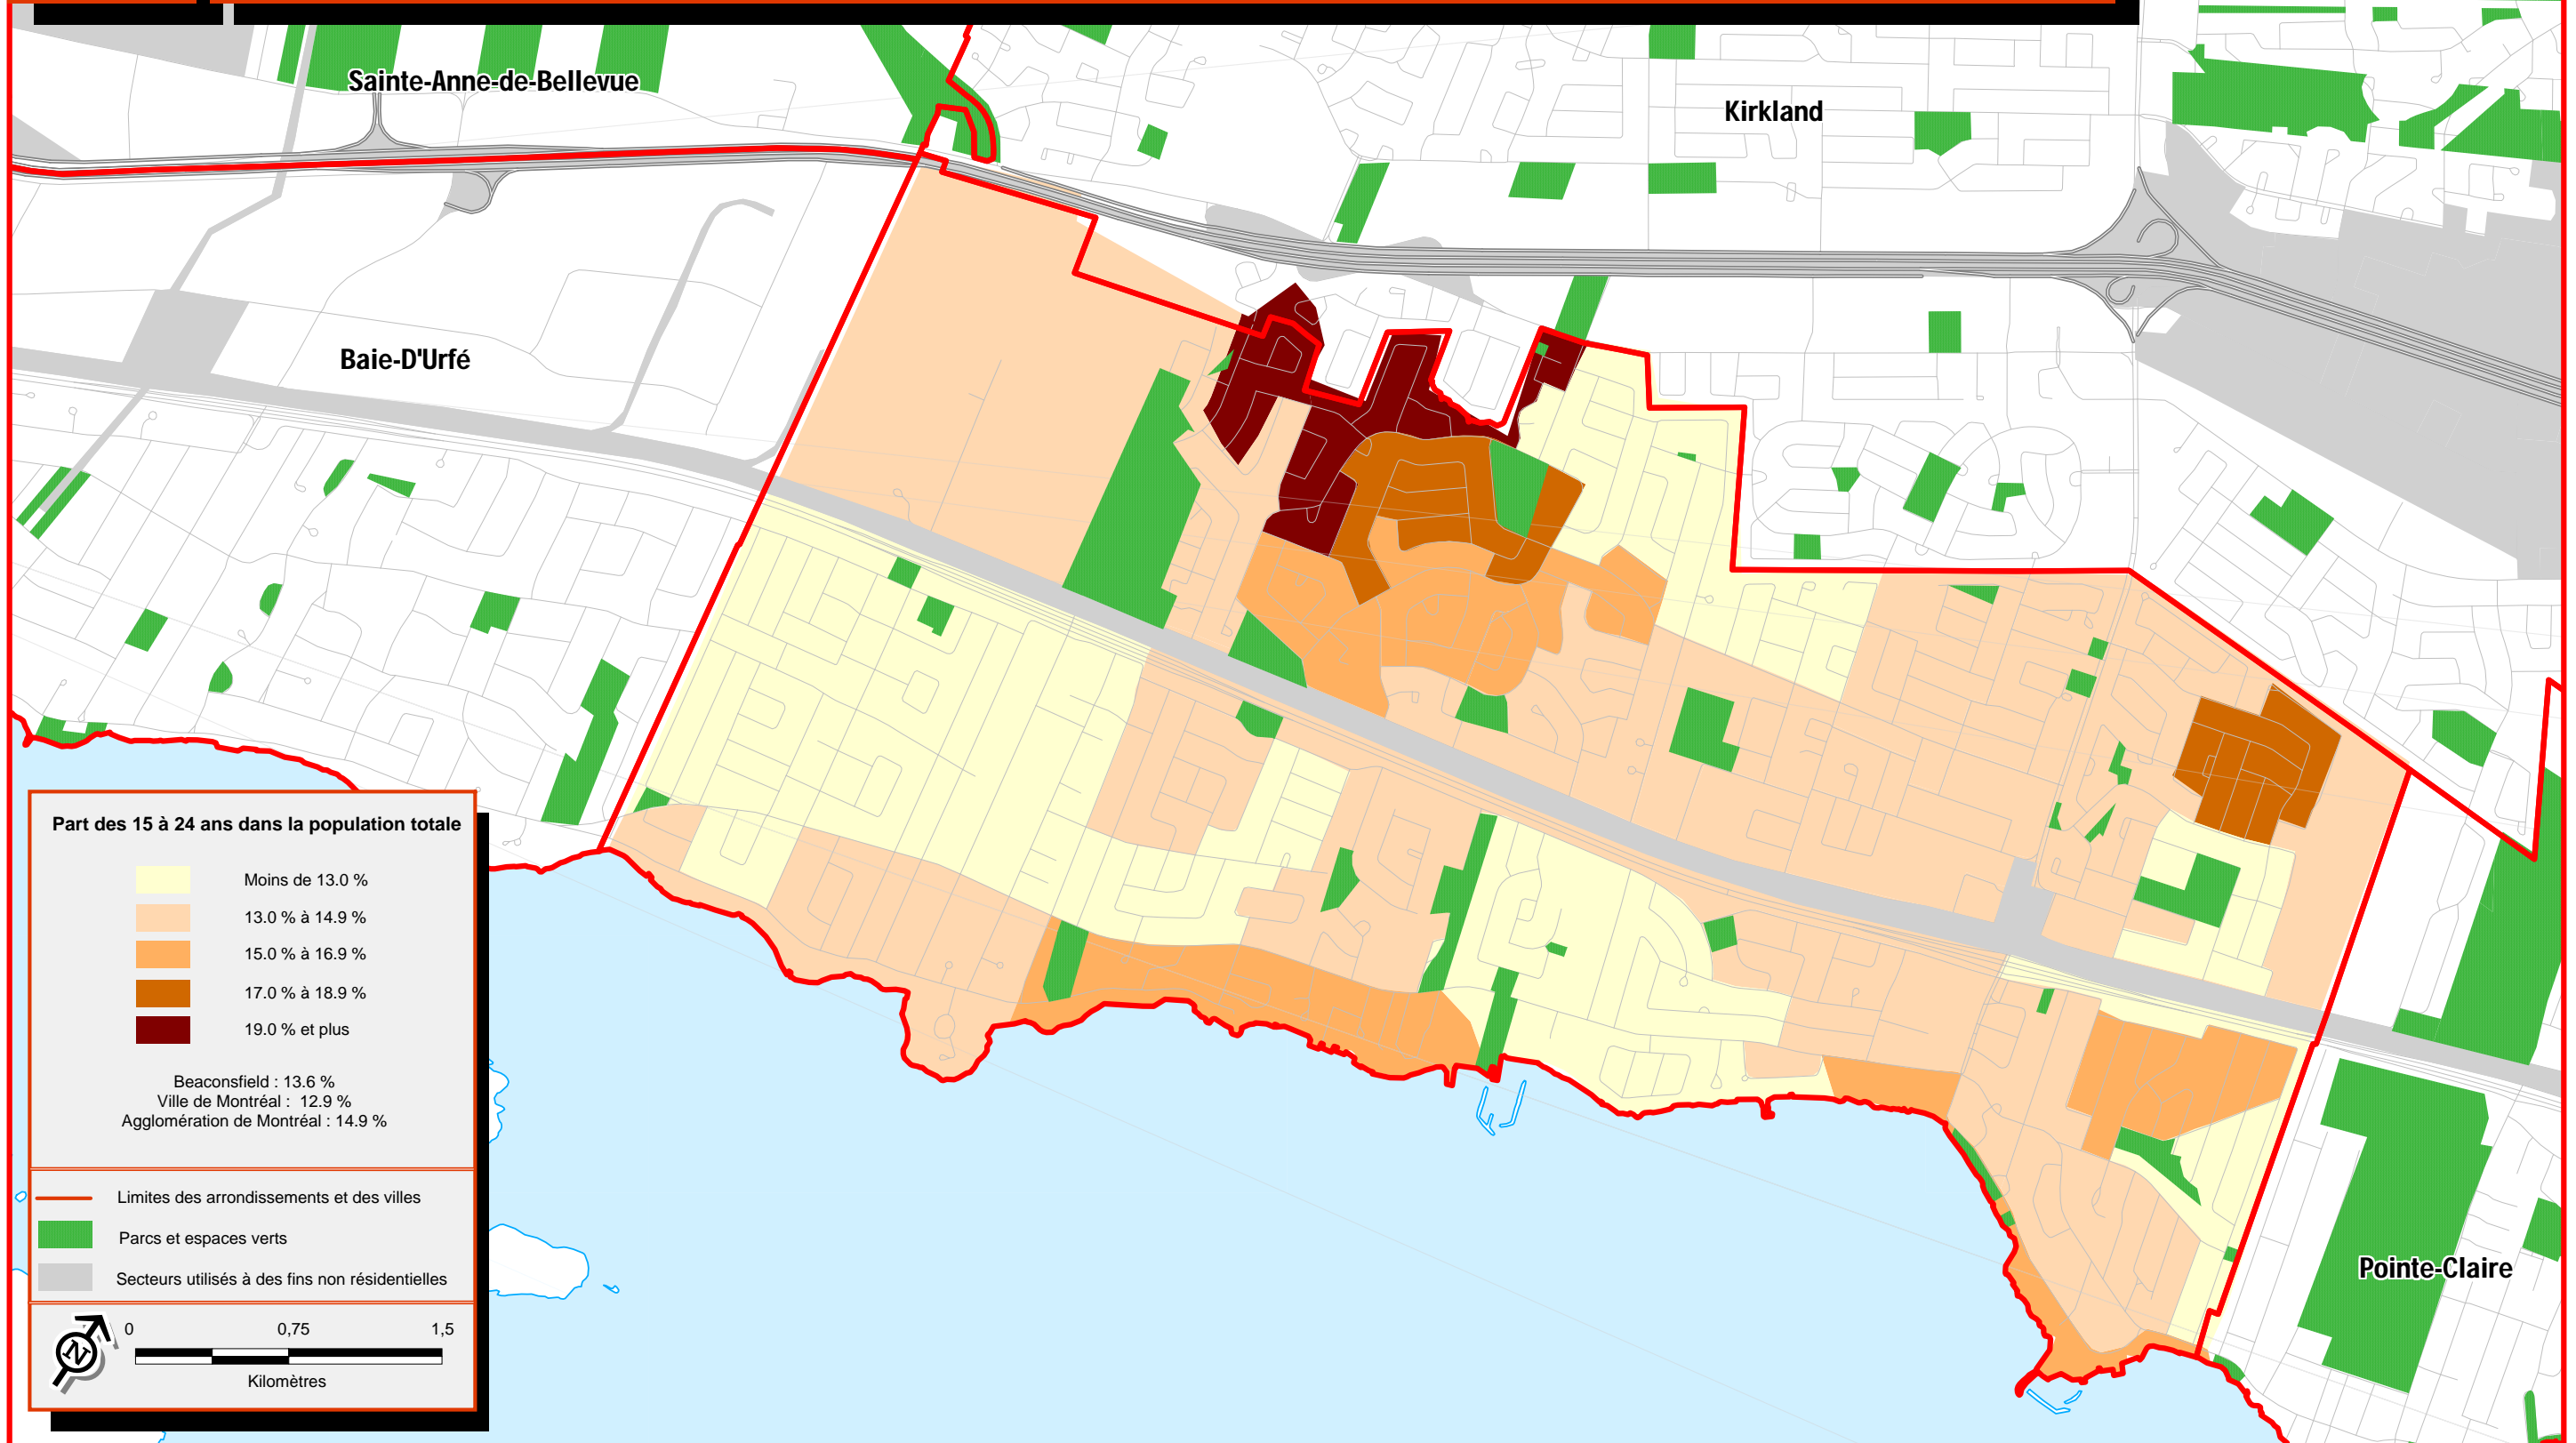 Sainte-Anne-de-Bellevue
Kirkland
Baie-D'Urfé
Pointe-Claire
Part des 15 à 24 ans dans la population totale
Moins de 13.0 %
13.0 % à 14.9 %
15.0 % à 16.9 %
17.0 % à 18.9 %
19.0 % et plus
Beaconsfield : 13.6 %
Ville de Montréal : 12.9 %
Agglomération de Montréal : 14.9 %
Limites des arrondissements et des villes
Parcs et espaces verts
Secteurs utilisés à des fins non résidentielles
N
0 0,75 1,5
Kilomètres